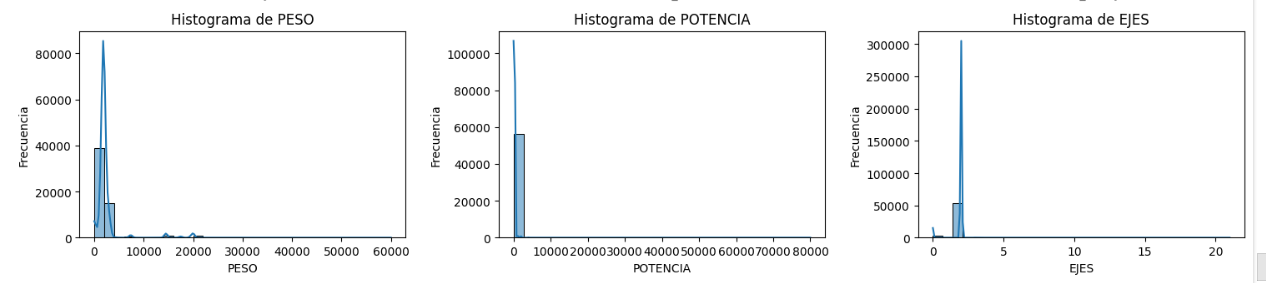 Histograma de PESO
Frecuencia
80000
60000
40000
20000
0
0 10000 20000 30000 40000 50000 60000
PESO
Histograma de POTENCIA
Frecuencia
100000
80000
60000
40000
20000
0
0 10000 20000 30000 40000 50000 60000 70000 80000
POTENCIA
Histograma de EJES
Frecuencia
300000
250000
200000
150000
100000
50000
0
0 5 10 15 20
EJES